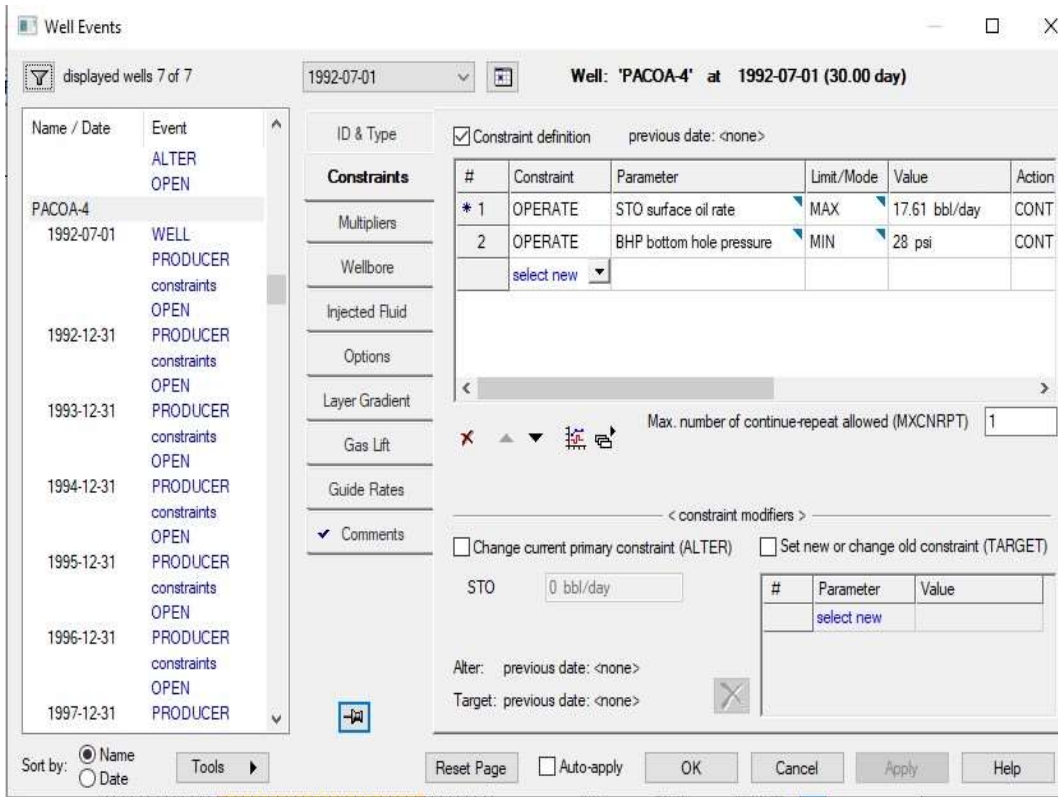 Well Events
displayed wells 7 of 7
1992-07-01
Well: 'PACOA-4' at 1992-07-01 (30.00 day)
Name / Date Event
ALTER
OPEN
PACOA-4
1992-07-01 WELL
PRODUCER
constraints
OPEN
1992-12-31 PRODUCER
constraints
OPEN
1993-12-31 PRODUCER
constraints
OPEN
1994-12-31 PRODUCER
constraints
OPEN
1995-12-31 PRODUCER
constraints
OPEN
1996-12-31 PRODUCER
constraints
OPEN
1997-12-31 PRODUCER
ID & Type
Constraints
Multipliers
Wellbore
Injected Fluid
Options
Layer Gradient
Gas Lift
Guide Rates
Comments
Constraint definition previous date: <none>
# Constraint Parameter Limit/Mode Value Action
* 1 OPERATE STO surface oil rate MAX 17.61 bbl/day CONT
2 OPERATE BHP bottom hole pressure MIN 28 psi CONT
select new
Max. number of continue-repeat allowed (MXCNRPT) 1
< constraint modifiers >
Change current primary constraint (ALTER)
STO 0 bbl/day
Alter: previous date: <none>
Target: previous date: <none>
Set new or change old constraint (TARGET)
# Parameter Value
select new
Sort by: Name
Date
Tools
Reset Page Auto-apply OK Cancel Apply Help